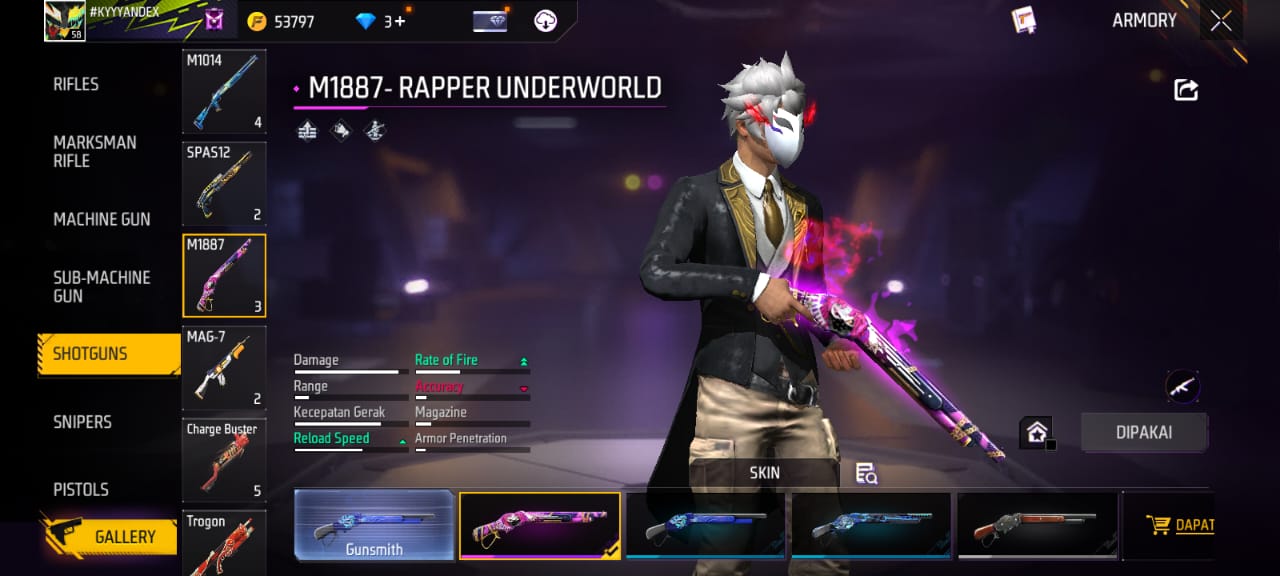 #KYYYANDEX
58
53797
3+
ARMORY
RIFLES
MARKSMAN
RIFLE
MACHINE GUN
SUB-MACHINE
GUN
SHOTGUNS
SNIPERS
PISTOLS
GALLERY
M1014
4
SPAS12
2
M1887
3
MAG-7
2
Charge Buster
5
Trogon
M1887- RAPPER UNDERWORLD
Damage
Rate of Fire
Range
Accuracy
Kecepatan Gerak
Magazine
Reload Speed
Armor Penetration
DIPAKAI
SKIN
Gunsmith
DAPAT